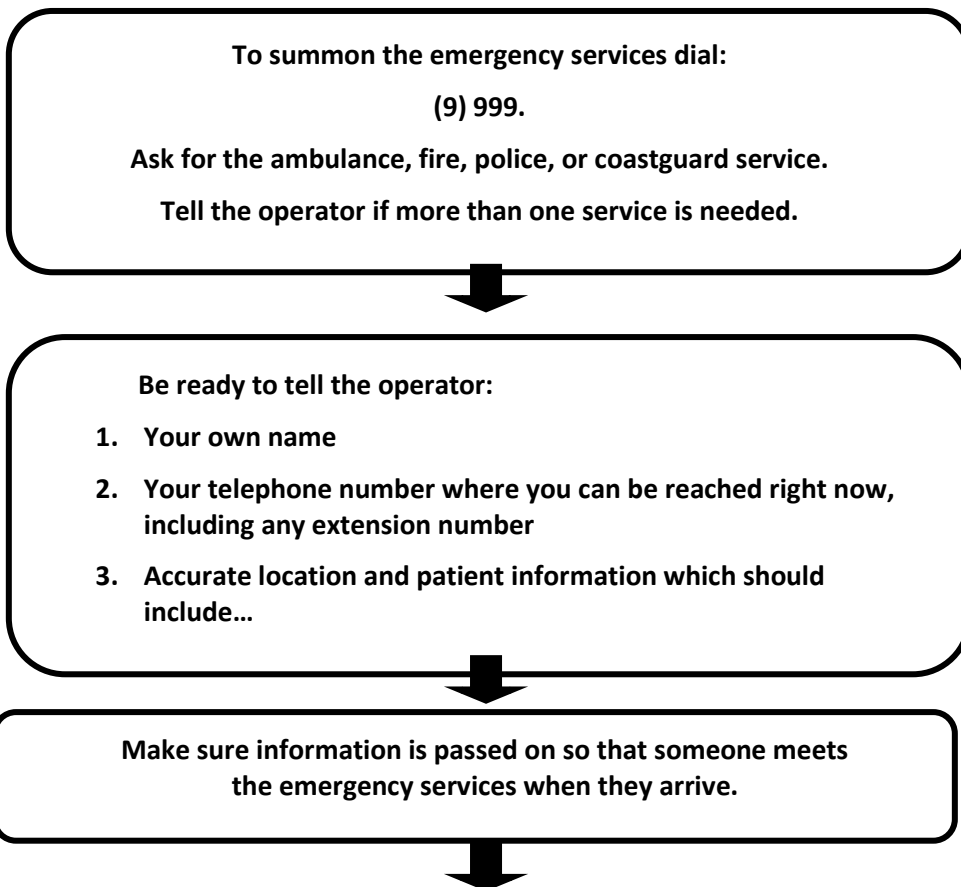 To summon the emergency services dial:
(9) 999.
Ask for the ambulance, fire, police, or coastguard service.
Tell the operator if more than one service is needed.
Be ready to tell the operator:
1. Your own name
2. Your telephone number where you can be reached right now,
including any extension number
3. Accurate location and patient information which should
include…
Make sure information is passed on so that someone meets
the emergency services when they arrive.